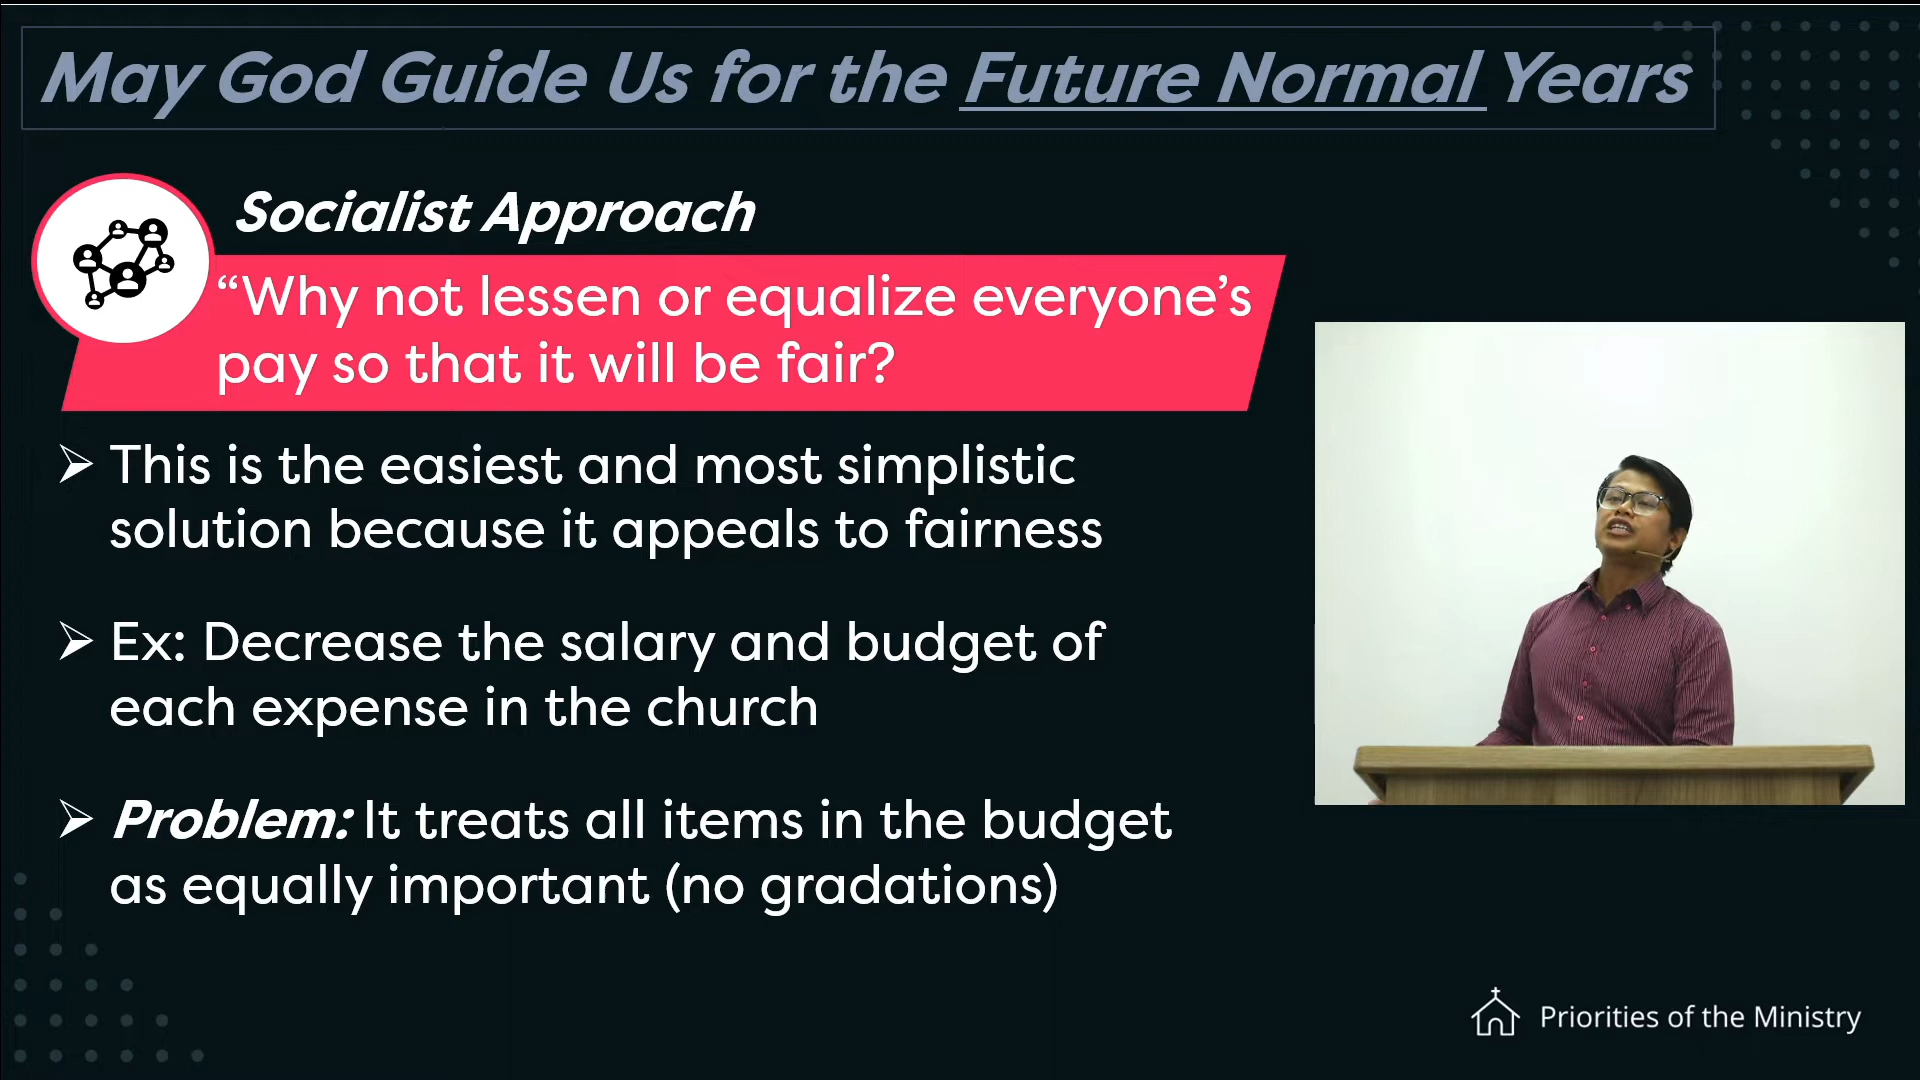 May God Guide Us for the Future Normal Years
Socialist Approach
“Why not lessen or equalize everyone’s
pay so that it will be fair?
➢ This is the easiest and most simplistic
solution because it appeals to fairness
➢ Ex: Decrease the salary and budget of
each expense in the church
➢ Problem: It treats all items in the budget
as equally important (no gradations)
Priorities of the Ministry